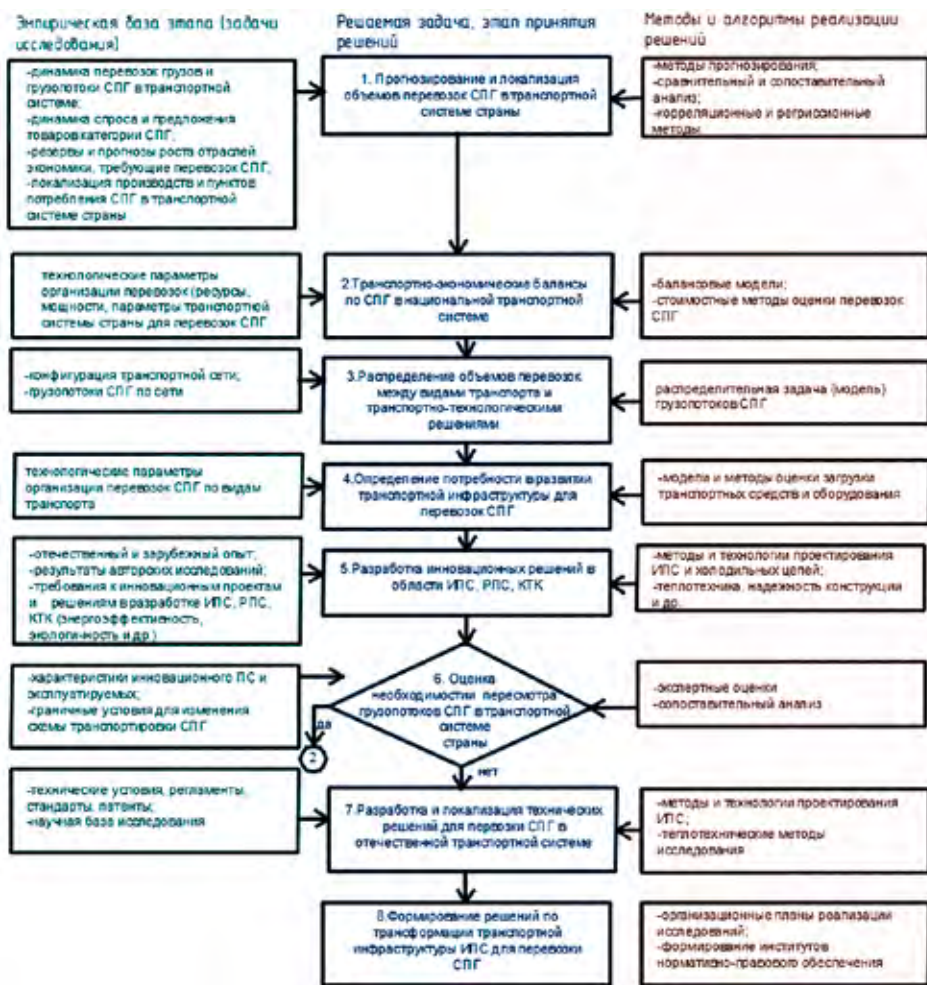 Эмпирическая база этапа (задачи
исследования)
Решаемая задача, этап принятия
решений
Методы и алгоритмы реализации
решений
-динамика перевозок грузов и
грузопотоки СПГ в транспортной
системе;
-динамика спроса и предложения
товаров категории СПГ;
-резервы и прогнозы роста отраслей
экономики, требующие перевозок СПГ;
-локализация производств и пунктов
потребления СПГ в транспортной
системе страны
1. Прогнозирование и локализация
объемов перевозок СПГ в транспортной
системе страны
-методы прогнозирования;
-сравнительный и сопоставительный
анализ;
-корреляционные и регрессионные
методы
технологические параметры
организации перевозок (ресурсы,
мощности, параметры транспортной
системы страны для перевозок СПГ
2.Транспортно-экономические балансы
по СПГ в национальной транспортной
системе
-балансовые модели;
-стоимостные методы оценки перевозок
СПГ
-конфигурация транспортной сети;
-грузопотоки СПГ по сети
3.Распределение объемов перевозок
между видами транспорта и
транспортно-технологическими
решениями
распределительная задача (модель)
грузопотоков СПГ
технологические параметры
организации перевозок СПГ по видам
транспорта
4.Определение потребности в развитии
транспортной инфраструктуры для
перевозок СПГ
-модели и методы оценки загрузки
транспортных средств и оборудования
-отечественный и зарубежный опыт;
-результаты авторских исследований;
-требования к инновационным проектам
и решениям в разработке ИПС, РПС,
КТК (энергоэффективность,
экологи-чность и др.)
5.Разработка инновационных решений в
области ИПС, РПС, КТК
-методы и технологии проектирования
ИПС и холодильных цепей;
-теплотехника, надежность конструкции
и др.
-характеристики инновационного ПС и
эксплуатируемых;
-граничные условия для изменения
схемы транспортировки СПГ
6. Оценка
необходимостии пересмотра
грузопотоков СПГ в транспортной
системе
страны
-экспертные оценки
-сопоставительный анализ
да
2
нет
-технические условия, регламенты,
стандарты, патенты;
-научная база исследования
7.Разработка и локализация технических
решений для первозки СПГ в
отечественной транспортной системе
-методы и технологии проектирования
ИПС;
-теплотехнические методы
исследования
8.Формирование решений по
трансформации транспортной
инфраструктуры ИПС для перевозки
СПГ
-организационные планы реализации
исследований;
-формирование институтов
нормативно-правового обеспечения